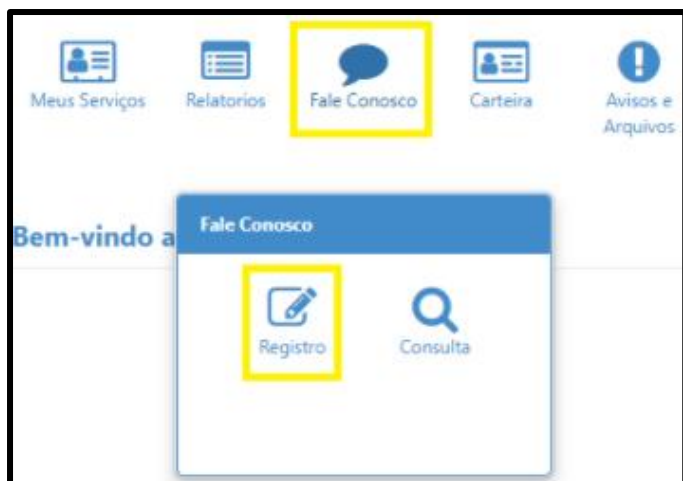 Meus Serviços
Relatorios
Fale Conosco
Carteira
Avisos e
Arquivos
Bem-vindo a
Fale Conosco
Registro
Consulta